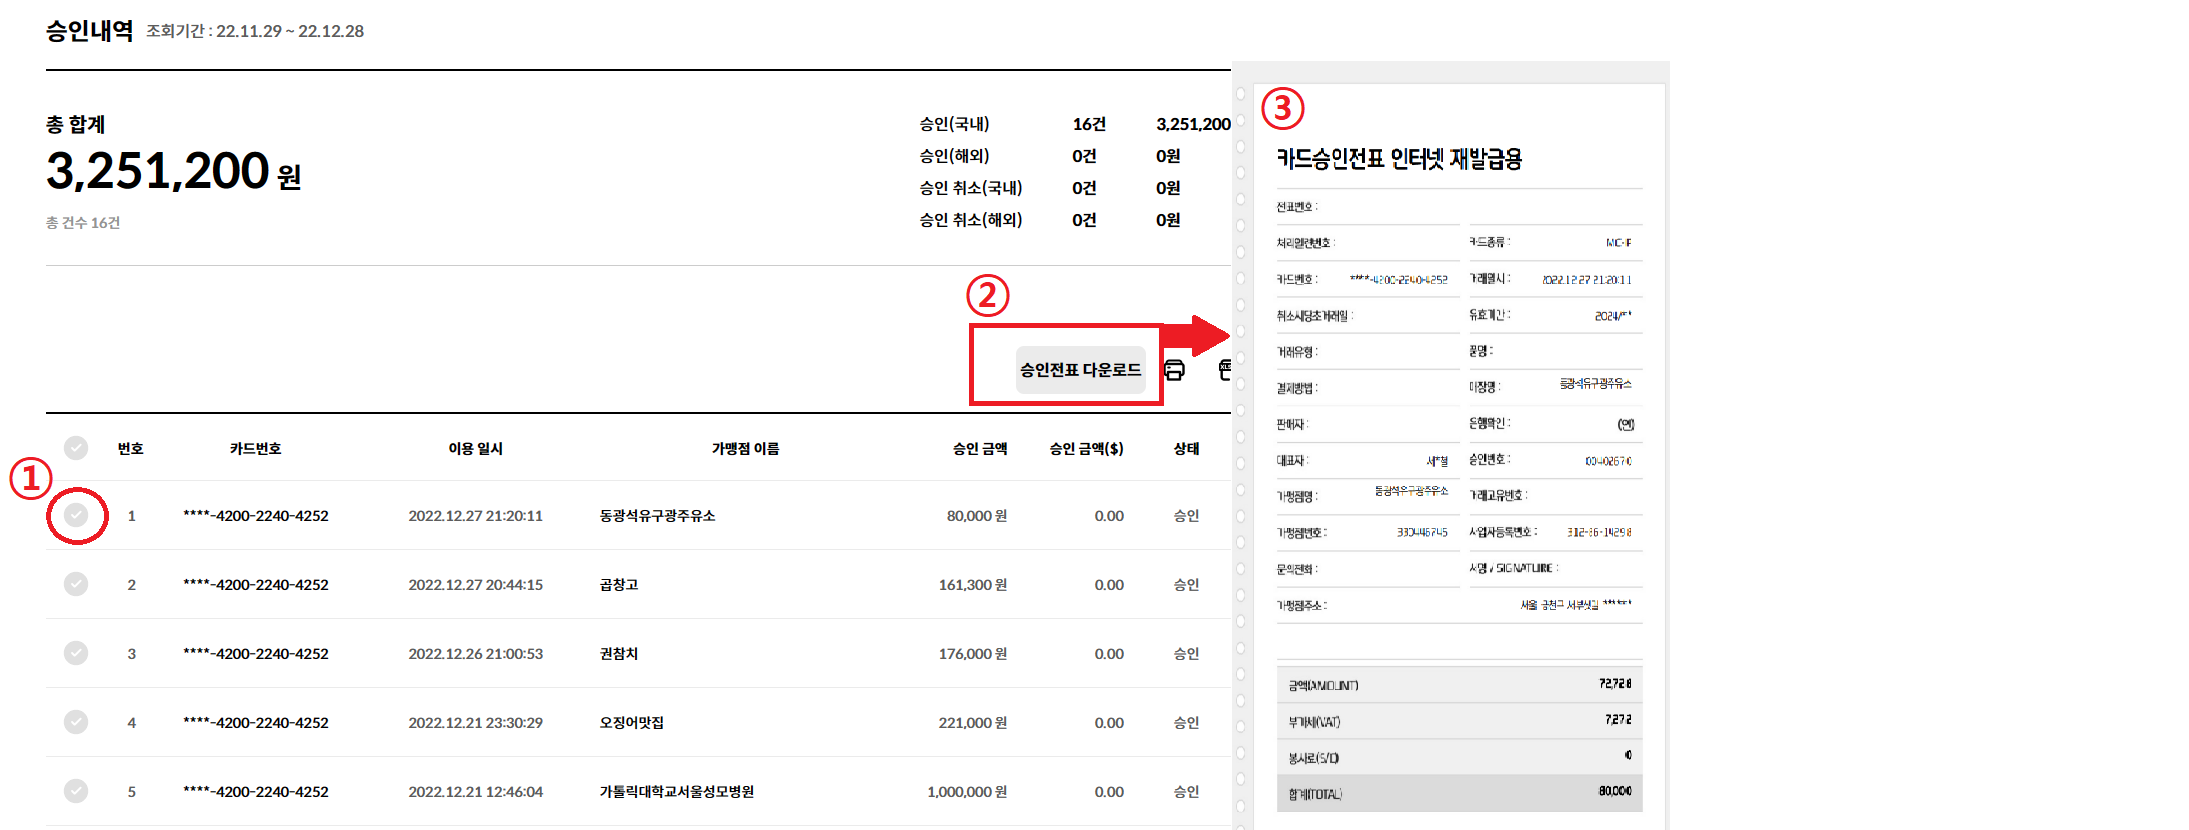 승인내역 조회기간 : 22.11.29 ~ 22.12.28
총 합계
3,251,200 원
총 건수 16건
승인(국내) 16건 3,251,200
승인(해외) 0건 0원
승인 취소(국내) 0건 0원
승인 취소(해외) 0건 0원
②
승인전표 다운로드
번호 카드번호 이용 일시 가맹점 이름 승인 금액 승인 금액($) 상태
①
1 ****-4200-2240-4252 2022.12.27 21:20:11 동광석유구광주유소 80,000 원 0.00 승인
2 ****-4200-2240-4252 2022.12.27 20:44:15 곱창고 161,300 원 0.00 승인
3 ****-4200-2240-4252 2022.12.26 21:00:53 권참치 176,000 원 0.00 승인
4 ****-4200-2240-4252 2022.12.21 23:30:29 오징어맛집 221,000 원 0.00 승인
5 ****-4200-2240-4252 2022.12.21 12:46:04 가톨릭대학교서울성모병원 1,000,000 원 0.00 승인
③
카드승인전표 인터넷 재발급용
전표번호 :
처리일련번호 : 카드종류 :
카드번호 : ****-4200-2240-4252 거래일시 : 2022.12.27 21:20:11
취소시당초거래일 : 유효기간 : 2024/**
거래유형 : 품명 :
결제방법 : 매장명 : 동광석유구광주유소
판매자 : 은행확인 :
대표자 : 서*철 승인번호 : 00402670
가맹점명 : 동광석유구광주유소 거래고유번호 :
가맹점번호 : 사업자등록번호 :
문의전화 : 서명 / SIGNATURE :
가맹점주소 : 서울 금천구 서부샛길 ******
금액(AMOUNT) 72,728
부가세(VAT) 7,272
봉사료(S/C) 0
합계(TOTAL) 80,000